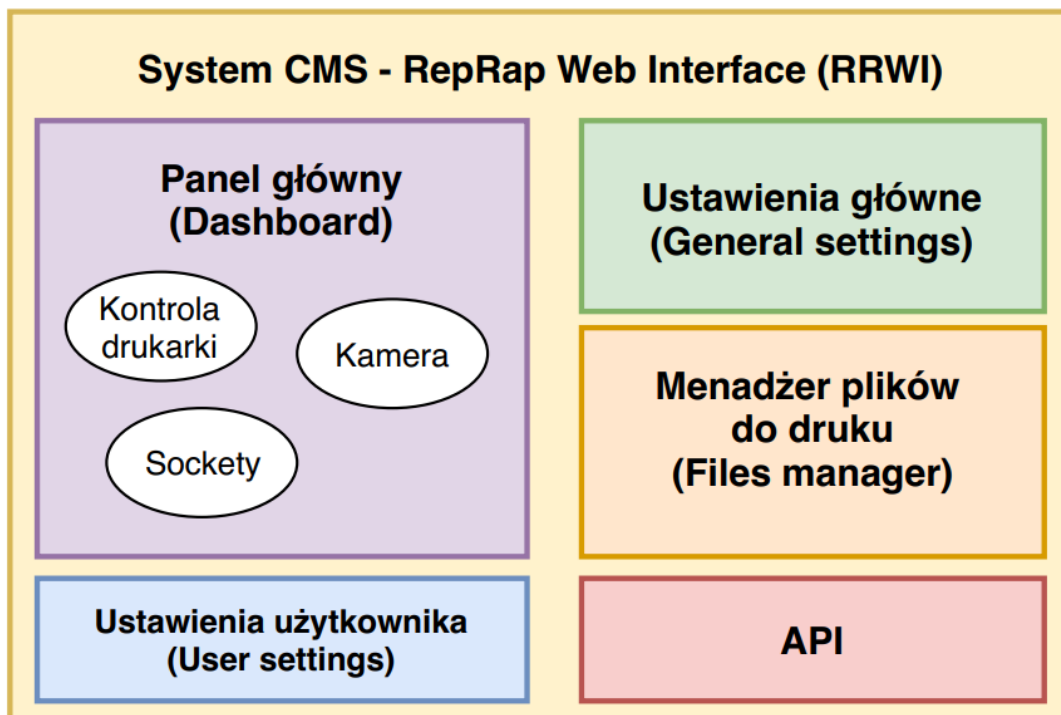 System CMS - RepRap Web Interface (RRWI)
Panel główny
(Dashboard)
Kontrola
drukarki
Kamera
Sockety
Ustawienia użytkownika
(User settings)
Ustawienia główne
(General settings)
Menadżer plików
do druku
(Files manager)
API